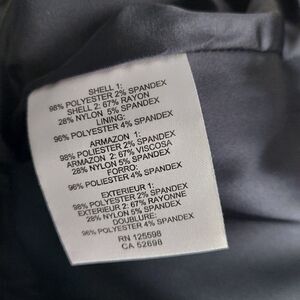 SHELL 1:
98% POLYESTER 2% SPANDEX
SHELL 2: 67% RAYON
28% NYLON 5% SPANDEX
LINING:
96% POLYESTER 4% SPANDEX
ARMAZON 1:
98% POLIESTER 2% SPANDEX
ARMAZON 2: 67% VISCOSA
28% NYLON 5% SPANDEX
FORRO:
96% POLIESTER 4% SPANDEX
EXTERIEUR 1:
98% POLYESTER 2% SPANDEX
EXTERIEUR 2: 67% RAYONNE
28% NYLON 5% SPANDEX
DOUBLURE:
96% POLYESTER 4% SPANDEX
RN 125598
CA 52698